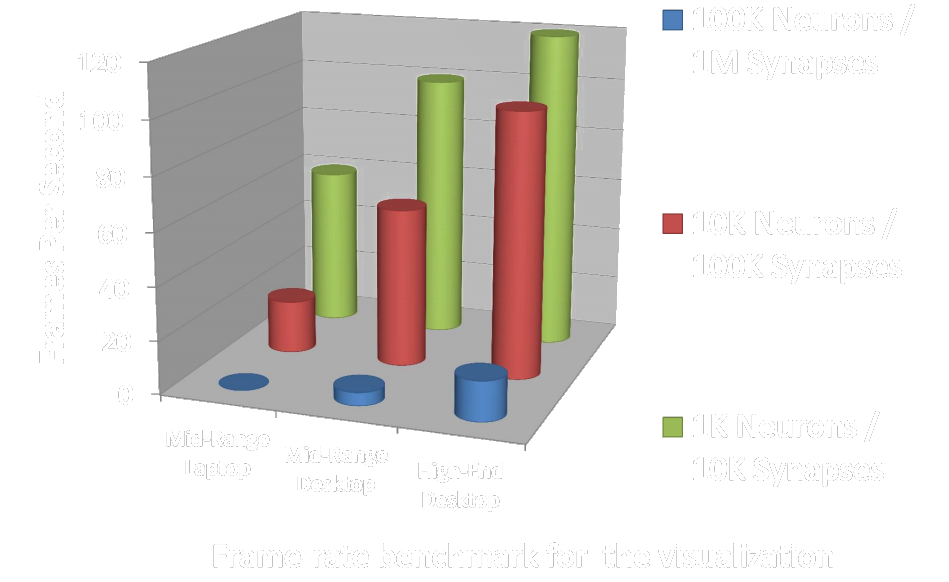 120
100
80
60
40
20
0
Frames Per Second
Mid-Range
Laptop
Mid-Range
Desktop
High-End
Desktop
100K Neurons /
1M Synapses
10K Neurons /
100K Synapses
1K Neurons /
10K Synapses
Frame rate benchmark for the visualization